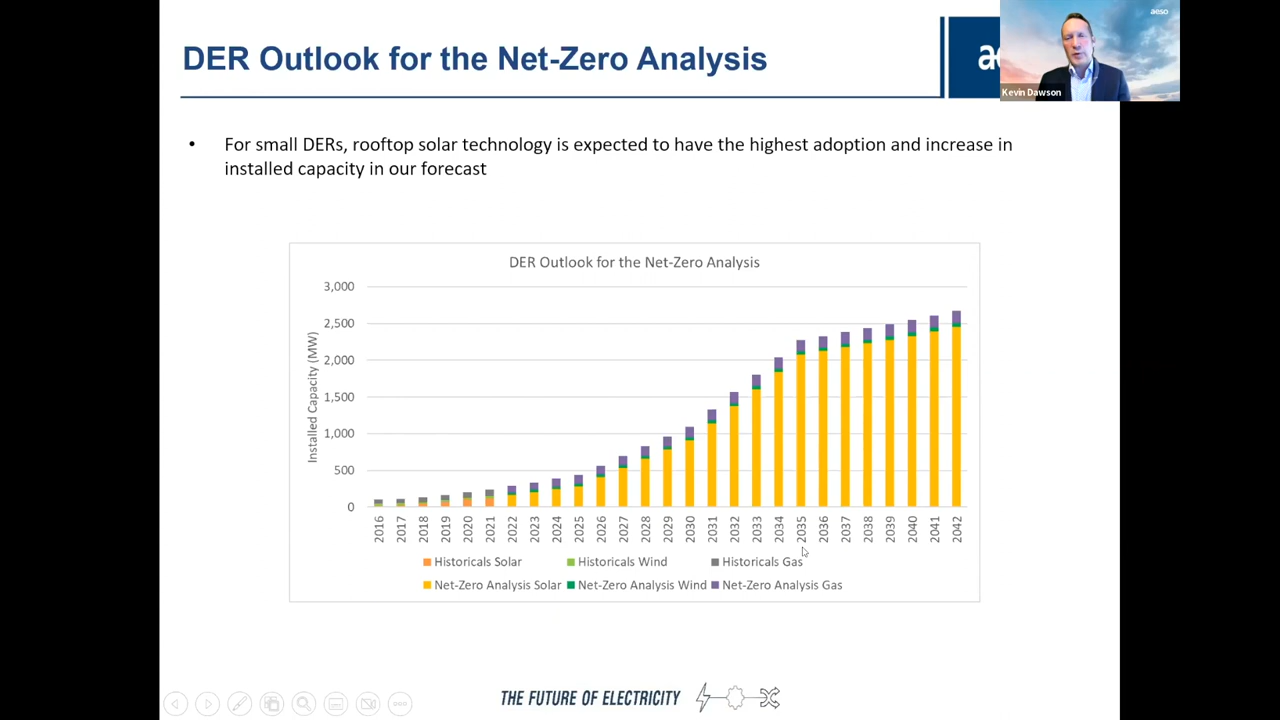 DER Outlook for the Net-Zero Analysis
aeso
Kevin Dawson
• For small DERs, rooftop solar technology is expected to have the highest adoption and increase in
installed capacity in our forecast
DER Outlook for the Net-Zero Analysis
Installed Capacity (MW)
3,000
2,500
2,000
1,500
1,000
500
0
2016 2017 2018 2019 2020 2021 2022 2023 2024 2025 2026 2027 2028 2029 2030 2031 2032 2033 2034 2035 2036 2037 2038 2039 2040 2041 2042
Historicals Solar Historicals Wind Historicals Gas
Net-Zero Analysis Solar Net-Zero Analysis Wind Net-Zero Analysis Gas
THE FUTURE OF ELECTRICITY